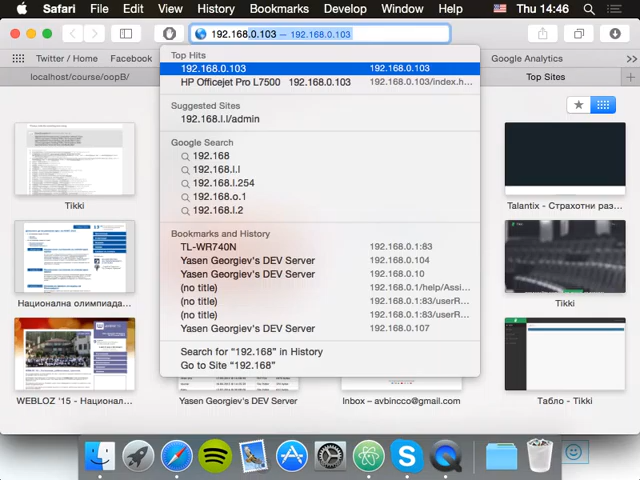 Safari File Edit View History Bookmarks Develop Window Help Thu 14:46
192.168.0.103 — 192.168.0.103
Twitter / Home Facebook Google Analytics
localhost/course/oopB/ Top Sites
Top Hits
192.168.0.103 192.168.0.103
HP Officejet Pro L7500 192.168.0.103 192.168.0.103/index.h...
Suggested Sites
192.168.l.l/admin
Google Search
192.168
192.168.l.l
192.168.l.254
192.168.o.1
192.168.l.2
Bookmarks and History
TL-WR740N 192.168.0.1:83
Yasen Georgiev's DEV Server 192.168.0.104
Yasen Georgiev's DEV Server 192.168.0.10
(no title) 192.168.0.1/help/Assi...
(no title) 192.168.0.1:83/userR...
(no title) 192.168.0.1:83/userR...
Yasen Georgiev's DEV Server 192.168.0.107
Search for “192.168” in History
Go to Site “192.168”
Tikki
Talantix - Страхотни раз...
Национална олимпиада...
Tikki
WEBLOZ '15 - Национал...
Yasen Georgiev's DEV Server
Inbox – avbincco@gmail.com
Табло - Tikki